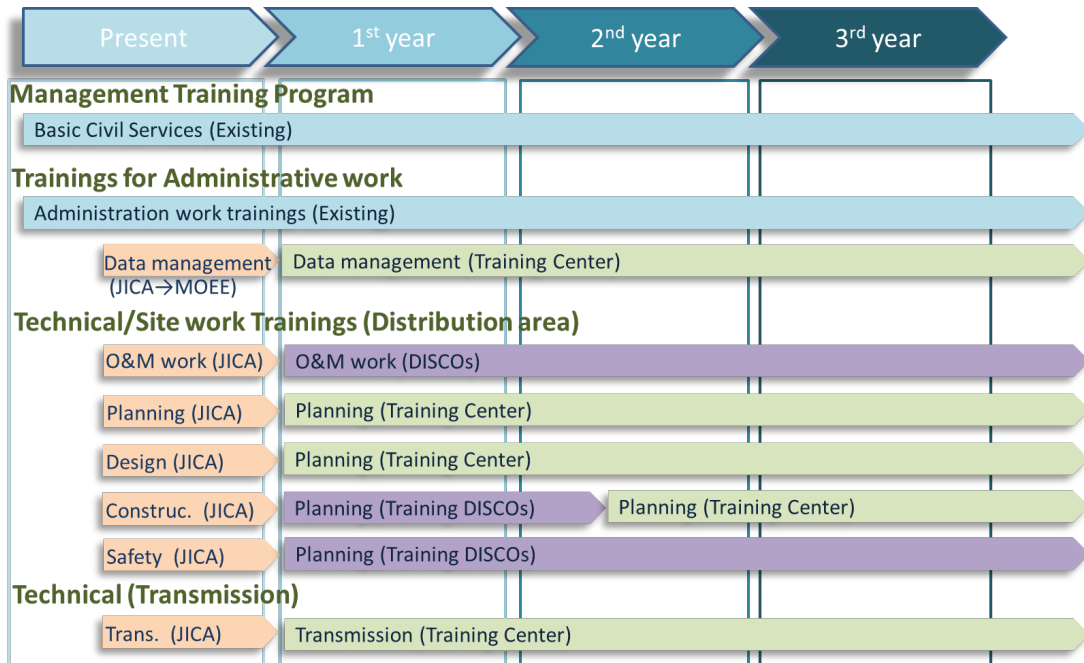 Present
1st year
2nd year
3rd year
Management Training Program
Basic Civil Services (Existing)
Trainings for Administrative work
Administration work trainings (Existing)
Data management
(JICA→MOEE)
Data management (Training Center)
Technical/Site work Trainings (Distribution area)
O&M work (JICA)
O&M work (DISCOs)
Planning (JICA)
Planning (Training Center)
Design (JICA)
Planning (Training Center)
Construc. (JICA)
Planning (Training DISCOs)
Planning (Training Center)
Safety (JICA)
Planning (Training DISCOs)
Technical (Transmission)
Trans. (JICA)
Transmission (Training Center)